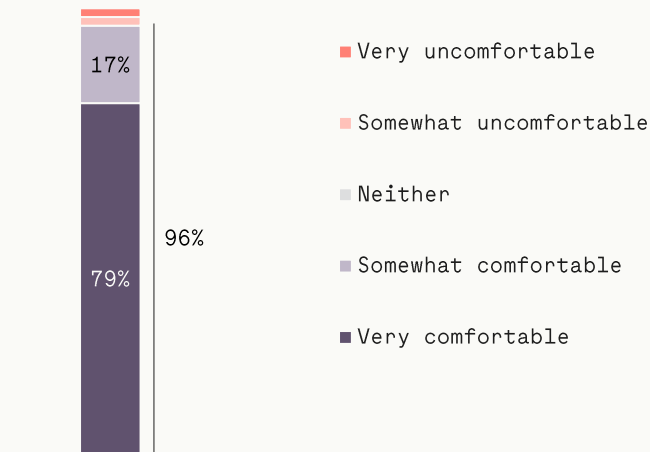 Very uncomfortable
17%
Somewhat uncomfortable
Neither
96%
Somewhat comfortable
79%
Very comfortable